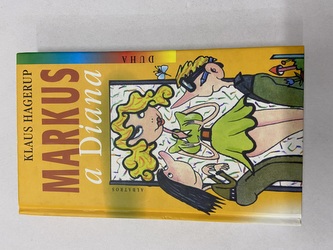 KLAUS HAGERUP
MARKUS
a Diana
DUHA
ALBATROS